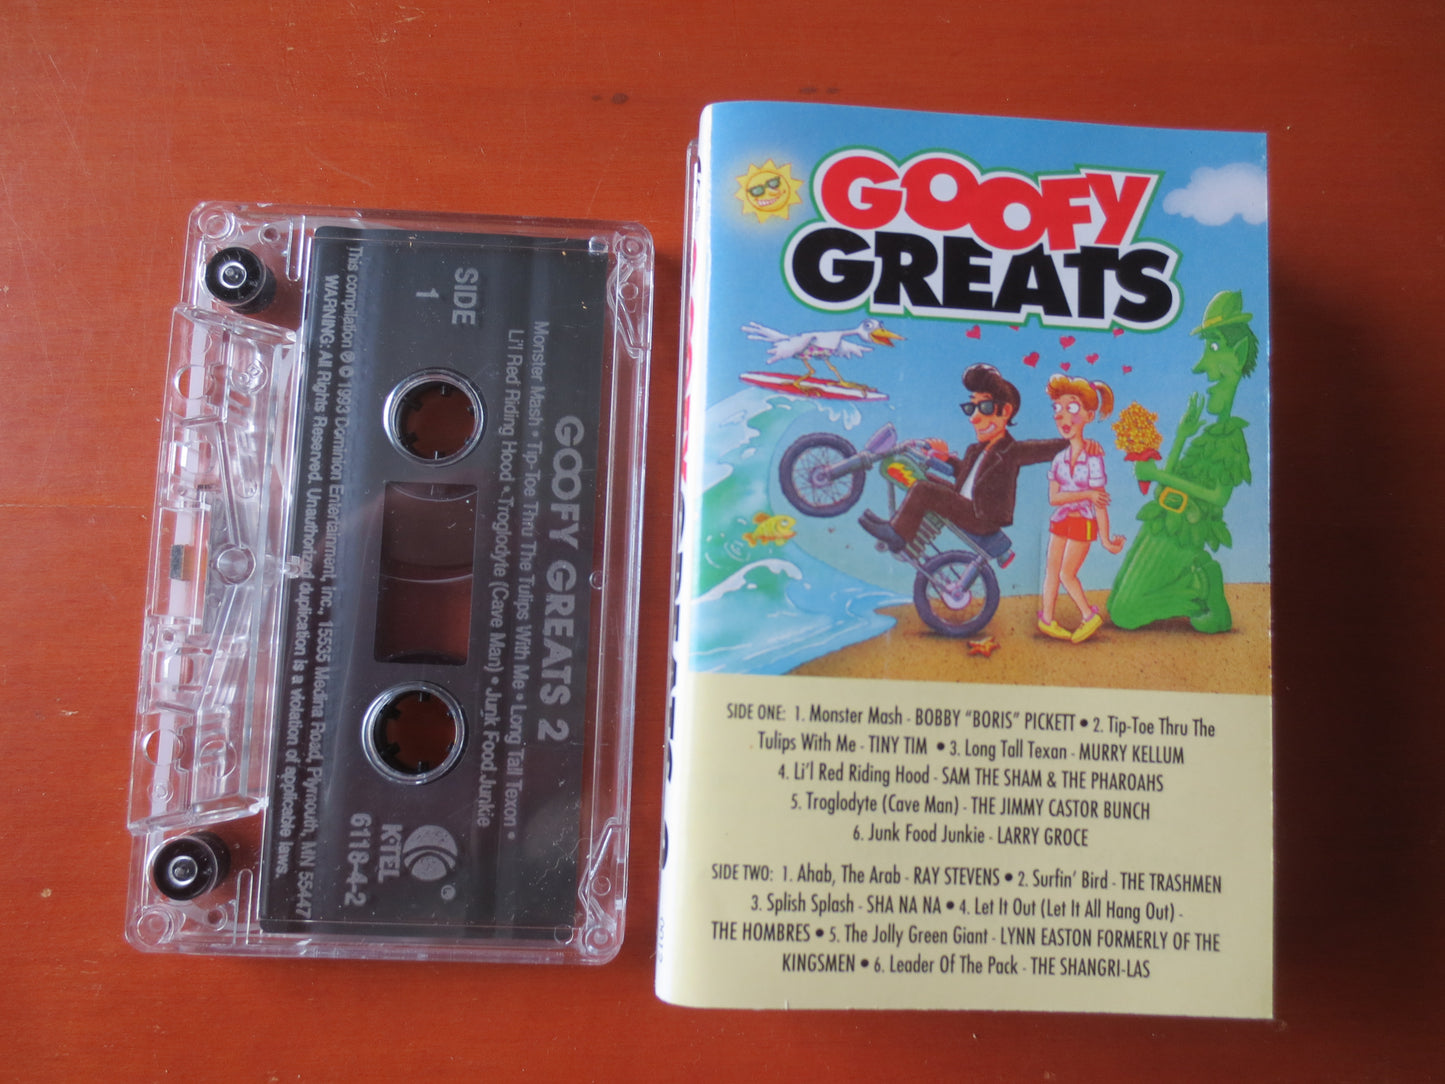 SIDE
1
GOOFY GREATS 2
Monster Mash • Tip-Toe Thru The Tulips With Me • Long Tall Texon •
Li'l Red Riding Hood • Troglodyte (Cave Man) • Junk Food Junkie
This compilation ℗ © 1993 Dominion Entertainment, Inc., 15535 Medina Road, Plymouth, MN 55447
WARNING: All Rights Reserved. Unauthorized duplication is a violation of applicable laws.
K-TEL
6118-4-2
GOOFY
GREATS
SIDE ONE: 1. Monster Mash - BOBBY "BORIS" PICKETT • 2. Tip-Toe Thru The
Tulips With Me - TINY TIM • 3. Long Tall Texan - MURRY KELLUM
4. Li'l Red Riding Hood - SAM THE SHAM & THE PHAROAHS
5. Troglodyte (Cave Man) - THE JIMMY CASTOR BUNCH
6. Junk Food Junkie - LARRY GROCE
SIDE TWO: 1. Ahab, The Arab - RAY STEVENS • 2. Surfin' Bird - THE TRASHMEN
3. Splish Splash - SHA NA NA • 4. Let It Out (Let It All Hang Out) -
THE HOMBRES • 5. The Jolly Green Giant - LYNN EASTON FORMERLY OF THE
KINGSMEN • 6. Leader Of The Pack - THE SHANGRI-LAS